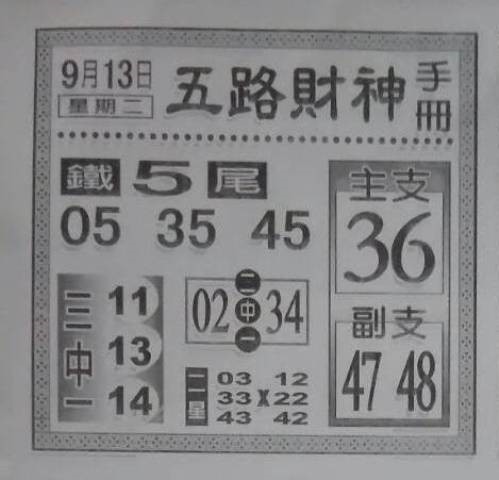 9月13日
星期二
五路財神
手冊
鐵5尾
05 35 45
主支
36
三中一
11
13
14
02 二中一 34
副支
47 48
二星
03 12
33 X 22
43 42